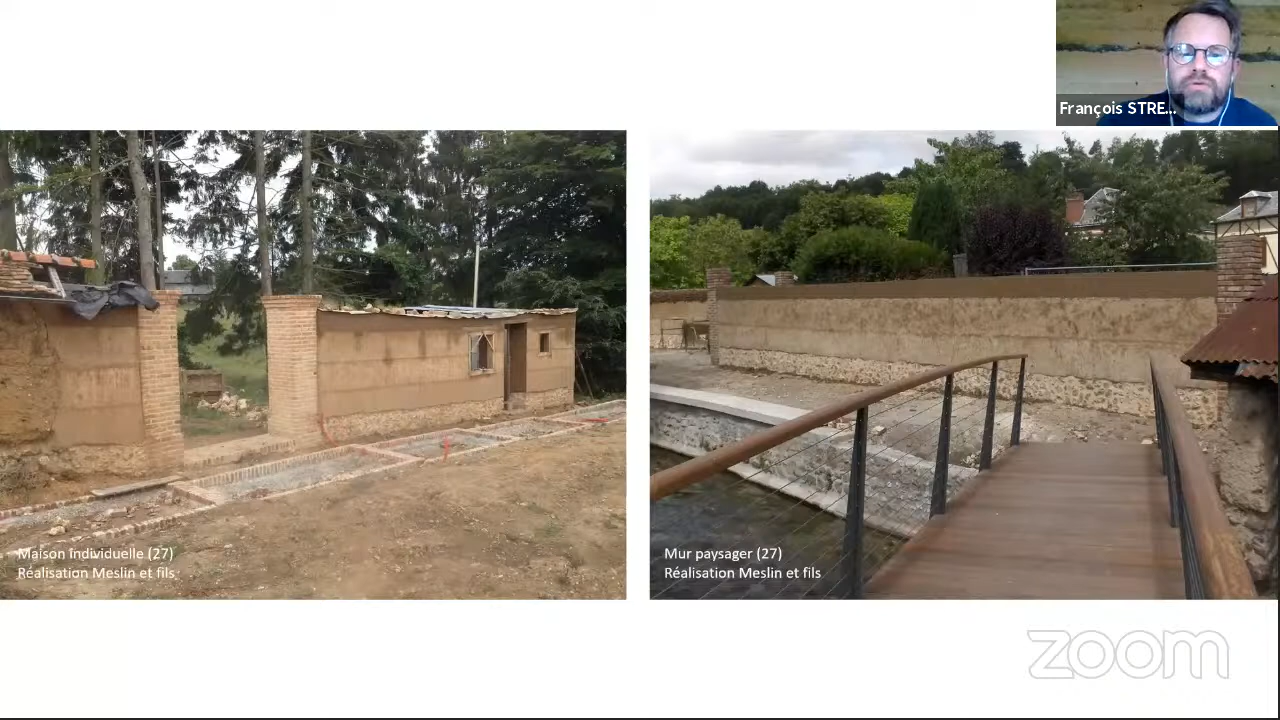 François STRE...
Maison individuelle (27)
Réalisation Meslin et fils
Mur paysager (27)
Réalisation Meslin et fils
zoom